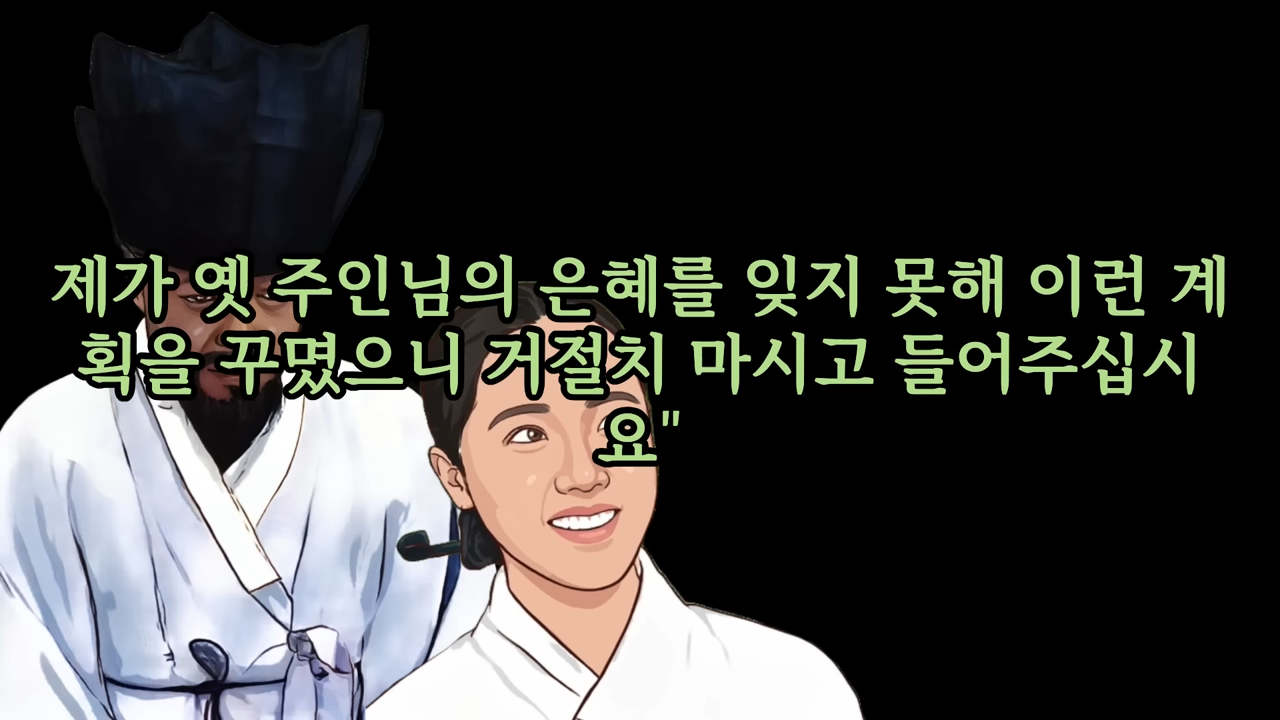 제가 옛 주인님의 은혜를 잊지 못해 이런 계
획을 꾸몄으니 거절치 마시고 들어주십시
요"